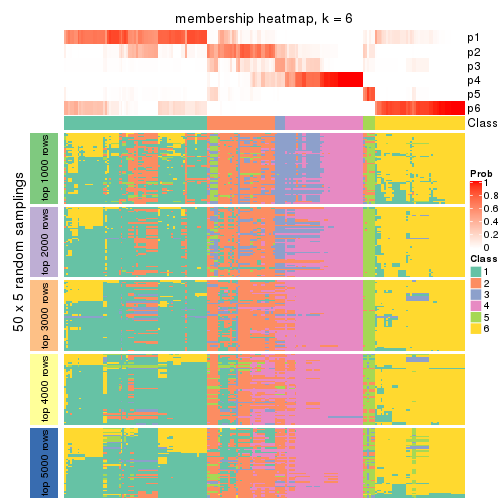 membership heatmap, k = 6
p1
p2
p3
p4
p5
p6
Class
50 x 5 random samplings
top 1000 rows
top 2000 rows
top 3000 rows
top 4000 rows
top 5000 rows
Prob
1
0.8
0.6
0.4
0.2
0
Class
1
2
3
4
5
6